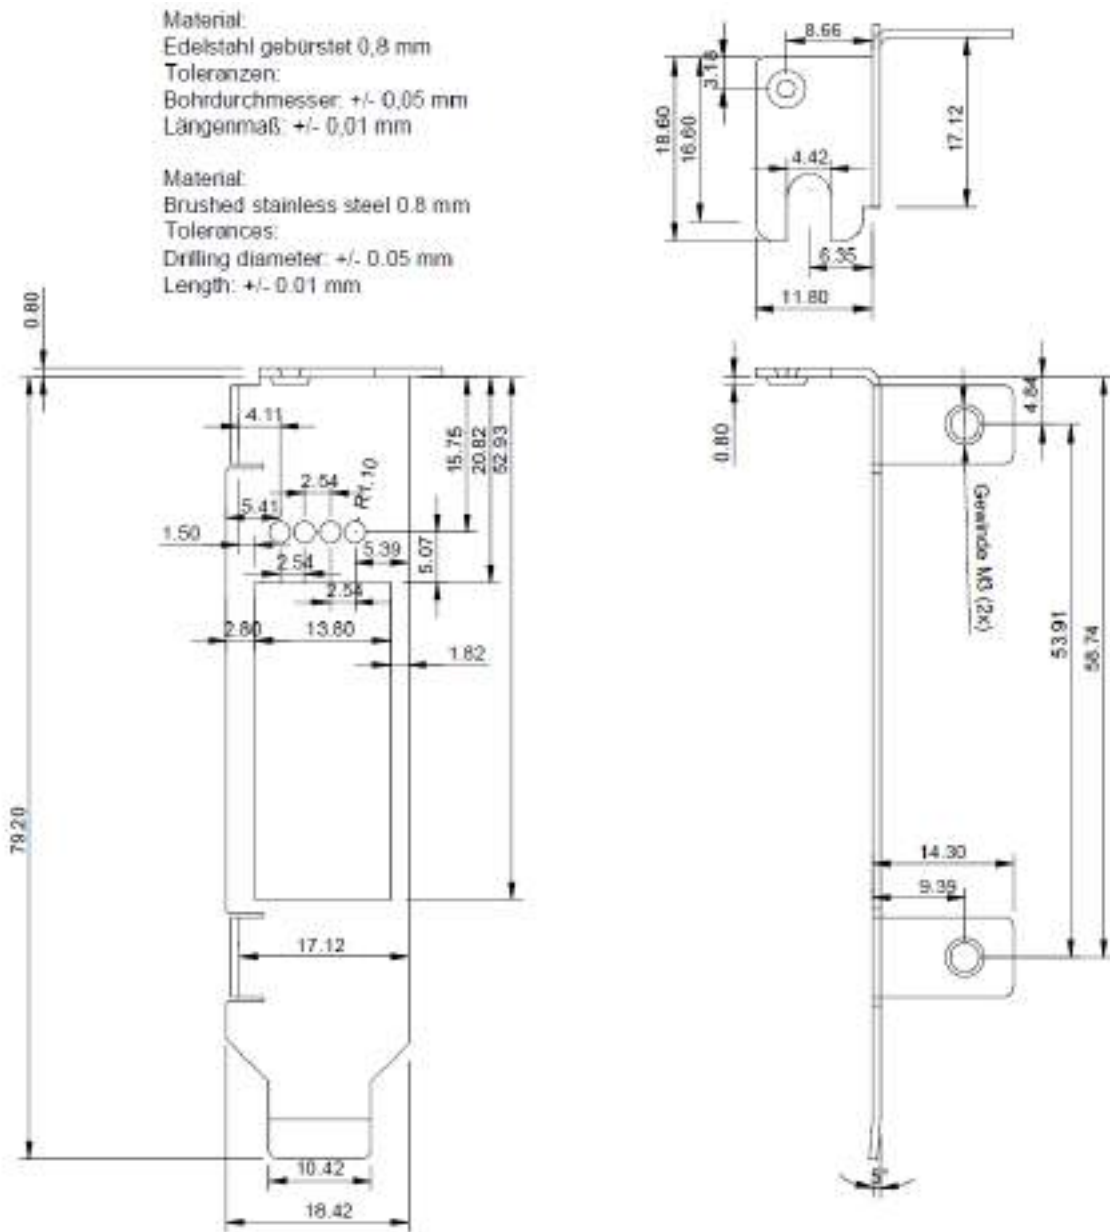 Material:
Edelstahl gebürstet 0,8 mm
Toleranzen:
Bohrdurchmesser: +/- 0,05 mm
Längenmaß: +/- 0,01 mm
Material:
Brushed stainless steel 0.8 mm
Tolerances:
Drilling diameter: +/- 0.05 mm
Length: +/- 0.01 mm
8.66
3.18
18.60
16.60
17.12
4.42
6.35
11.80
0.80
4.11
15.75
20.82
52.93
2.54
R1.10
5.41
1.50
5.39
5.07
2.54
2.54
2.80
13.80
1.82
79.20
17.12
10.42
18.42
0.80
4.84
Gewinde M3 (2x)
53.91
58.74
14.30
9.39
5°